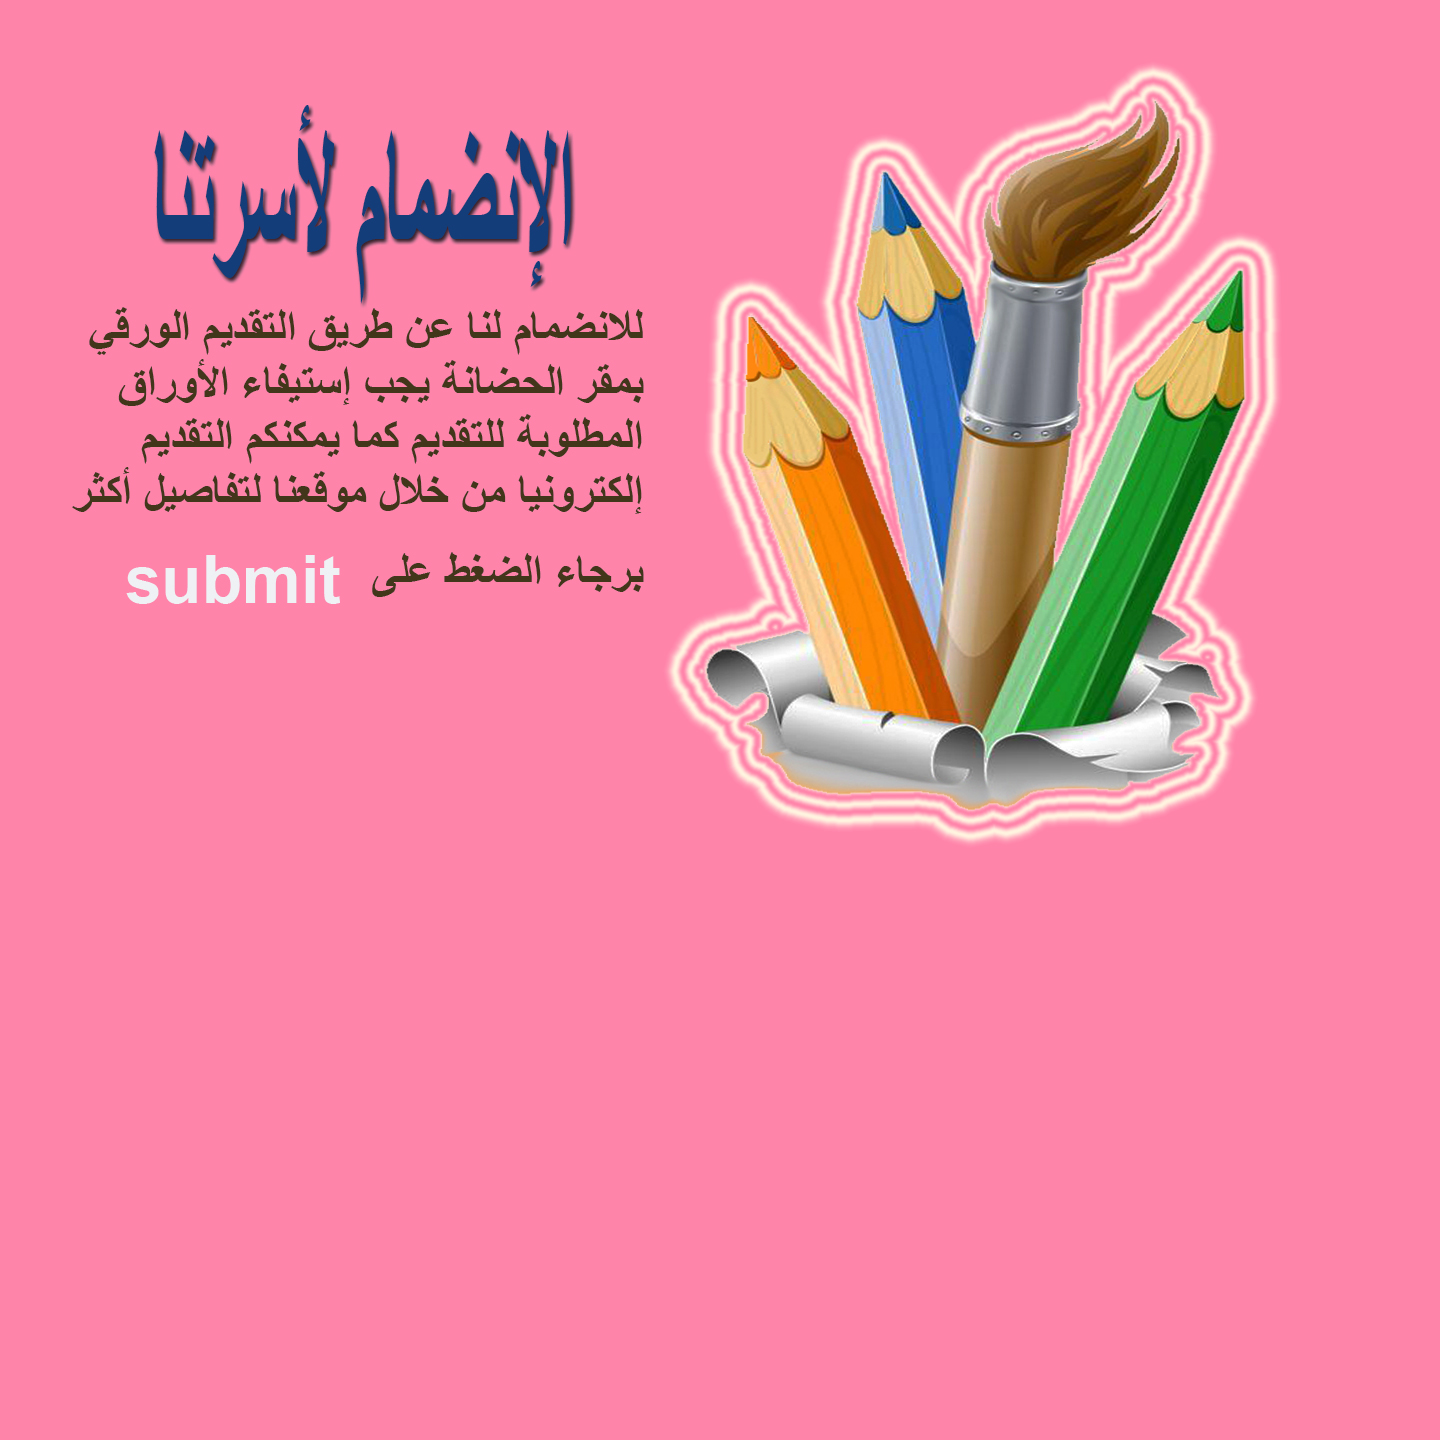 الإنضمام لأسرتنا
للانضمام لنا عن طريق التقديم الورقي
بمقر الحضانة يجب إستيفاء الأوراق
المطلوبة للتقديم كما يمكنكم التقديم
إلكترونيا من خلال موقعنا لتفاصيل أكثر
برجاء الضغط على submit